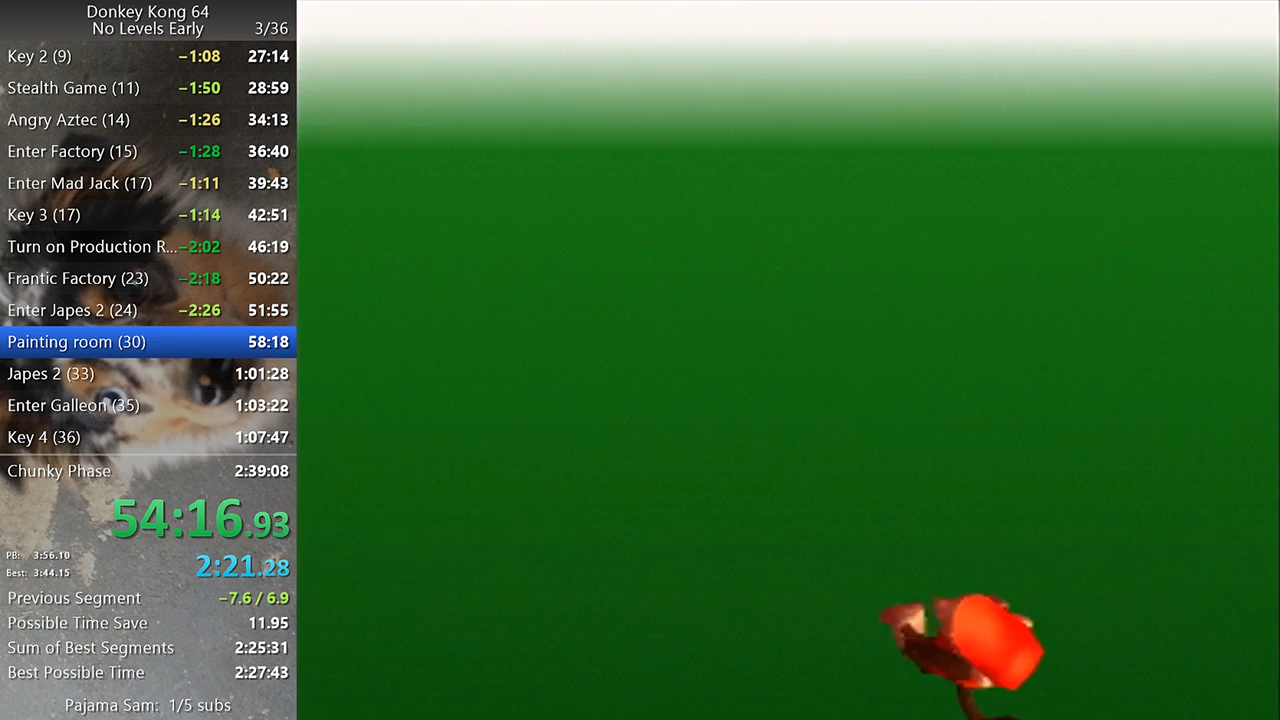 Donkey Kong 64
No Levels Early 3/36
Key 2 (9) −1:08 27:14
Stealth Game (11) −1:50 28:59
Angry Aztec (14) −1:26 34:13
Enter Factory (15) −1:28 36:40
Enter Mad Jack (17) −1:11 39:43
Key 3 (17) −1:14 42:51
Turn on Production R... −2:02 46:19
Frantic Factory (23) −2:18 50:22
Enter Japes 2 (24) −2:26 51:55
Painting room (30) 58:18
Japes 2 (33) 1:01:28
Enter Galleon (35) 1:03:22
Key 4 (36) 1:07:47
Chunky Phase 2:39:08
54:16.93
PB: 3:56.10
Best: 3:44.15
2:21.28
Previous Segment −7.6 / 6.9
Possible Time Save 11.95
Sum of Best Segments 2:25:31
Best Possible Time 2:27:43
Pajama Sam: 1/5 subs